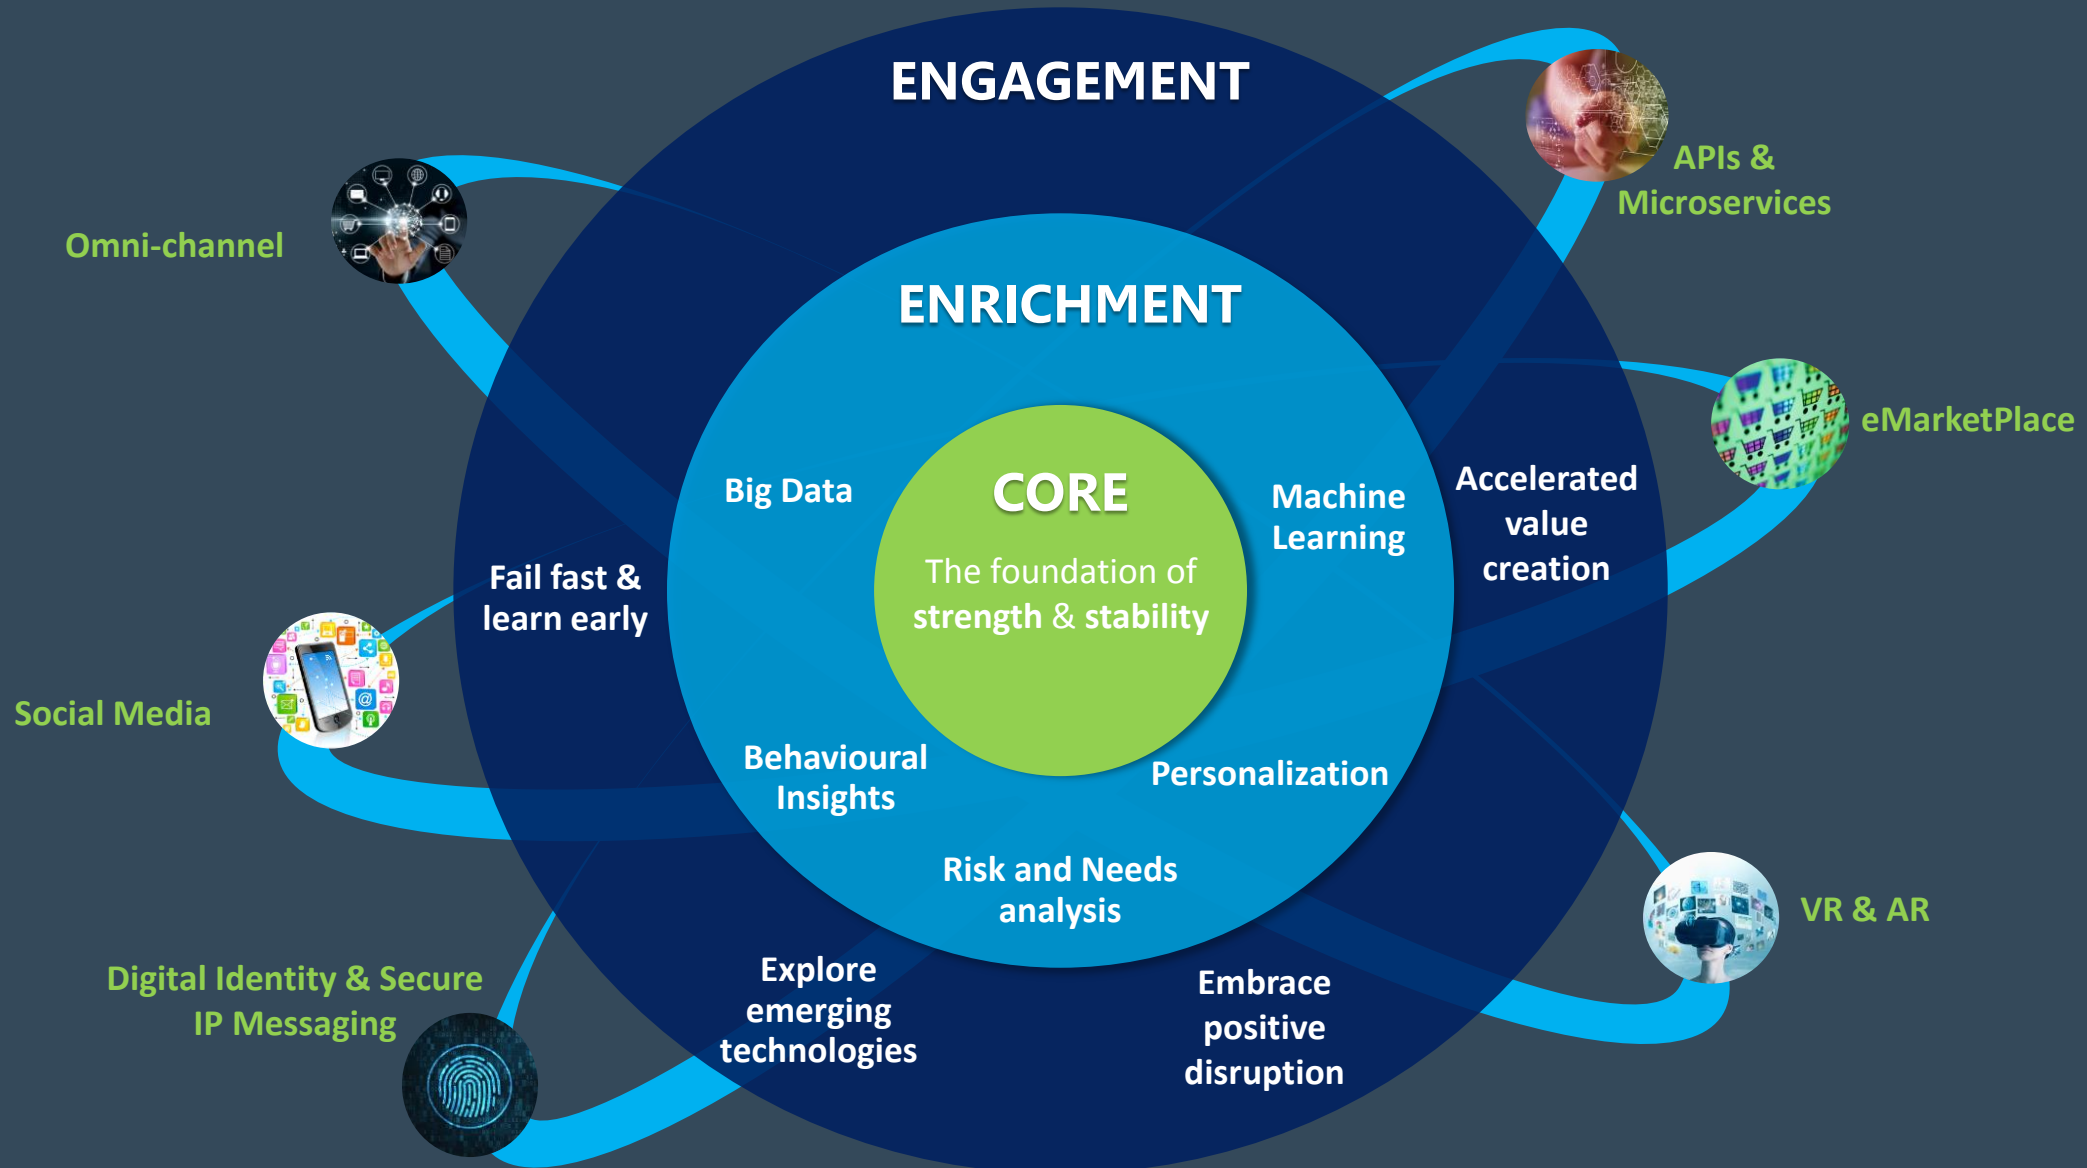 ENGAGEMENT
APIs &
Microservices
Omni-channel
ENRICHMENT
eMarketPlace
Big Data
CORE
The foundation of
strength & stability
Machine
Learning
Accelerated
value
creation
Fail fast &
learn early
Social Media
Behavioural
Insights
Personalization
Risk and Needs
analysis
VR & AR
Digital Identity & Secure
IP Messaging
Explore
emerging
technologies
Embrace
positive
disruption